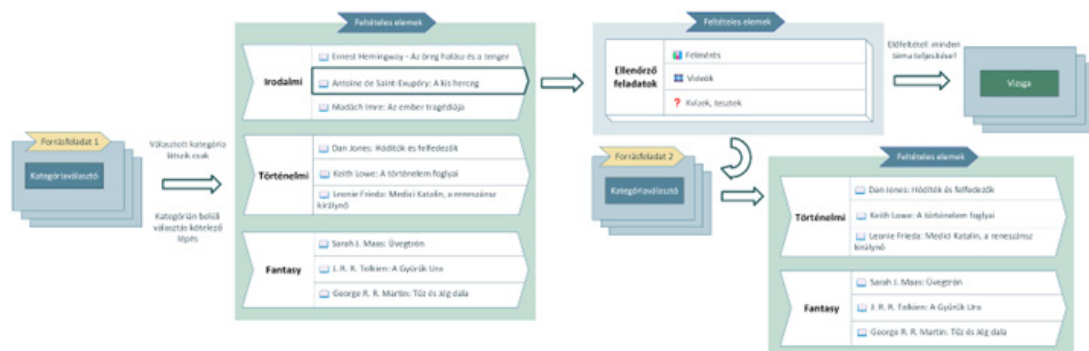 Forrásfeladat 1
Kategóriaválasztó
Választott kategória
látszik csak
Kategórián belüli
választás kötelező
lépés
Feltételes elemek
Irodalmi
Ernest Hemingway - Az öreg halász és a tenger
Antoine de Saint-Exupéry: A kis herceg
Madách Imre: Az ember tragédiája
Történelmi
Dan Jones: Hódítók és felfedezők
Keith Lowe: A történelem foglyai
Leonie Frieda: Medici Katalin, a reneszánsz
királynő
Fantasy
Sarah J. Maas: Üvegtrón
J. R. R. Tolkien: A Gyűrűk Ura
George R. R. Martin: Tűz és Jég dala
Feltételes elemek
Ellenőrző
feladatok
Felmérés
Videók
Kvízek, tesztek
Előfeltétel: minden
téma teljesítése!
Vizsga
Forrásfeladat 2
Kategóriaválasztó
Feltételes elemek
Történelmi
Dan Jones: Hódítók és felfedezők
Keith Lowe: A történelem foglyai
Leonie Frieda: Medici Katalin, a reneszánsz
királynő
Fantasy
Sarah J. Maas: Üvegtrón
J. R. R. Tolkien: A Gyűrűk Ura
George R. R. Martin: Tűz és Jég dala